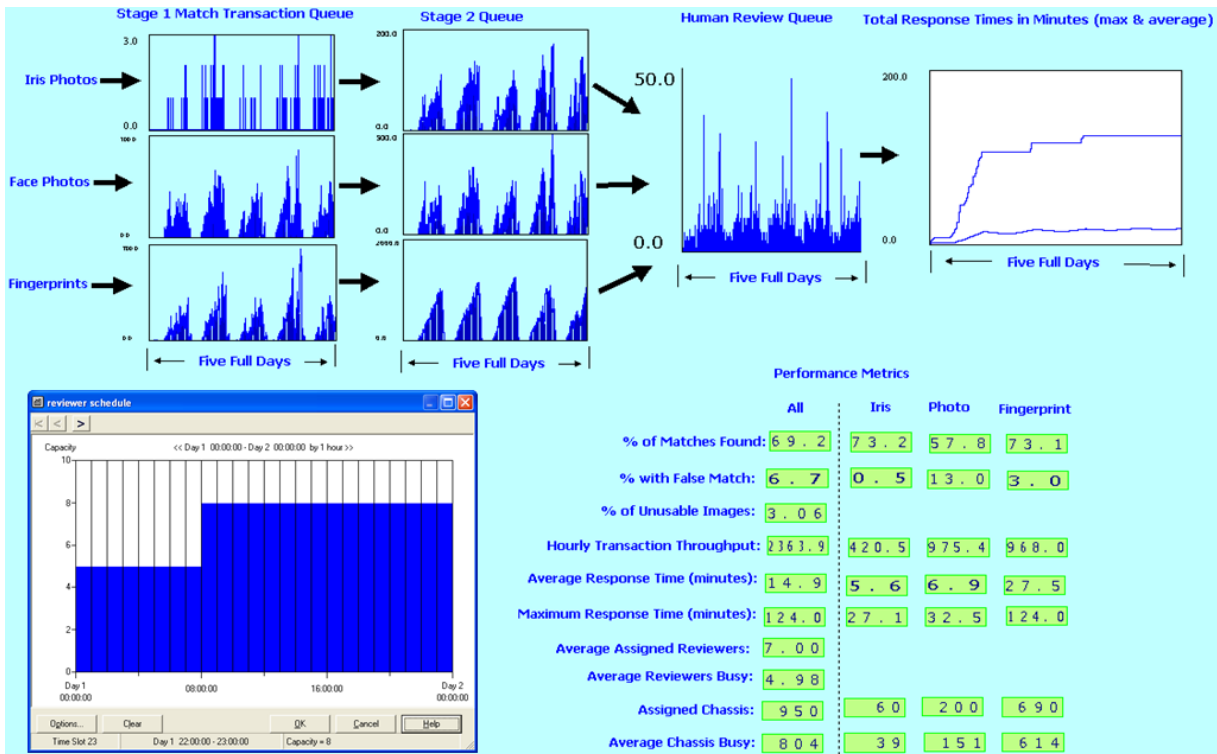 Stage 1 Match Transaction Queue
Stage 2 Queue
Human Review Queue
Total Response Times in Minutes (max & average)
Iris Photos
3.0
0.0
200.0
0.0
50.0
0.0
200.0
0.0
Face Photos
0.0
500.0
0.0
Fingerprints
0.0
0.0
Five Full Days
Five Full Days
Five Full Days
Five Full Days
Performance Metrics
All Iris Photo Fingerprint
% of Matches Found: 69.2 73.2 57.8 73.1
% with False Match: 6.7 0.5 13.0 3.0
% of Unusable Images: 3.06
Hourly Transaction Throughput: 2363.9 420.5 975.4 968.0
Average Response Time (minutes): 14.9 5.6 6.9 27.5
Maximum Response Time (minutes): 124.0 27.1 32.5 124.0
Average Assigned Reviewers: 7.00
Average Reviewers Busy: 4.98
Assigned Chassis: 950 60 200 690
Average Chassis Busy: 804 39 151 614
reviewer schedule
|< < >
Capacity << Day 1 00:00:00 - Day 2 00:00:00 by 1 hour >>
10
8
6
4
2
0
Day 1 00:00:00
08:00:00
16:00:00
Day 2 00:00:00
Options... Clear OK Cancel Help
Time Slot 23 Day 1 22:00:00 - 23:00:00 Capacity = 8